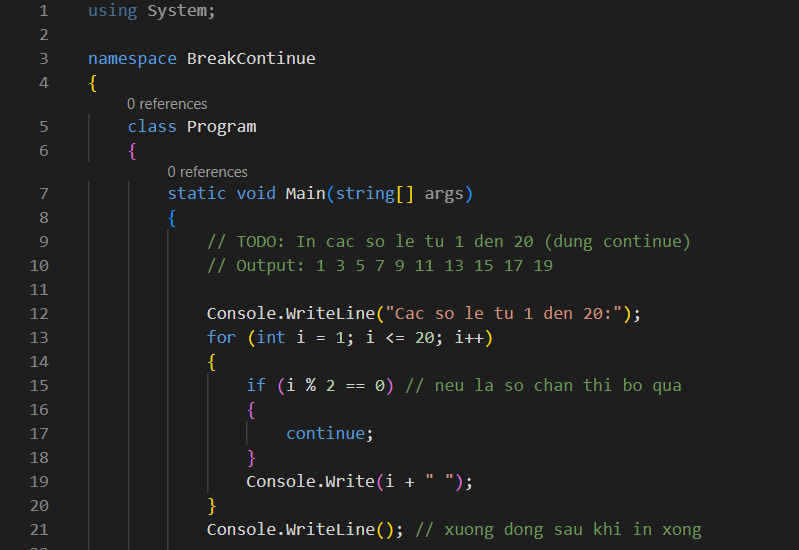 1 using System;
2
3 namespace BreakContinue
4 {
0 references
5 class Program
6 {
0 references
7 static void Main(string[] args)
8 {
9 // TODO: In cac so le tu 1 den 20 (dung continue)
10 // Output: 1 3 5 7 9 11 13 15 17 19
11
12 Console.WriteLine("Cac so le tu 1 den 20:");
13 for (int i = 1; i <= 20; i++)
14 {
15 if (i % 2 == 0) // neu la so chan thi bo qua
16 {
17 continue;
18 }
19 Console.Write(i + " ");
20 }
21 Console.WriteLine(); // xuong dong sau khi in xong